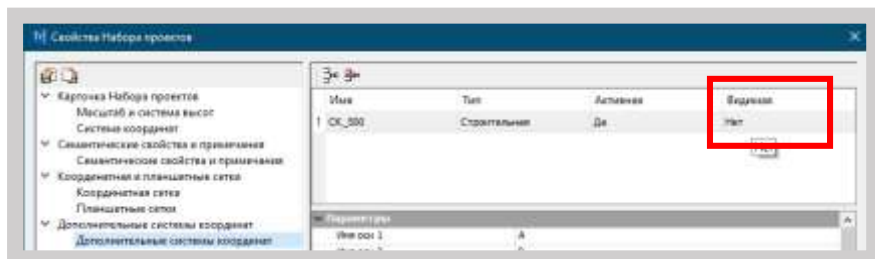 Свойства Набора проектов
Карточка Набора проектов
Масштаб и система высот
Система координат
Семантические свойства и примечания
Семантические свойства и примечания
Координатная и планшетные сетки
Координатная сетка
Планшетные сетки
Дополнительные системы координат
Дополнительные системы координат
Имя Тип Активная Видимая
1 СК_500 Строительная Да Нет
Нет
Параметры
Имя оси 1 A